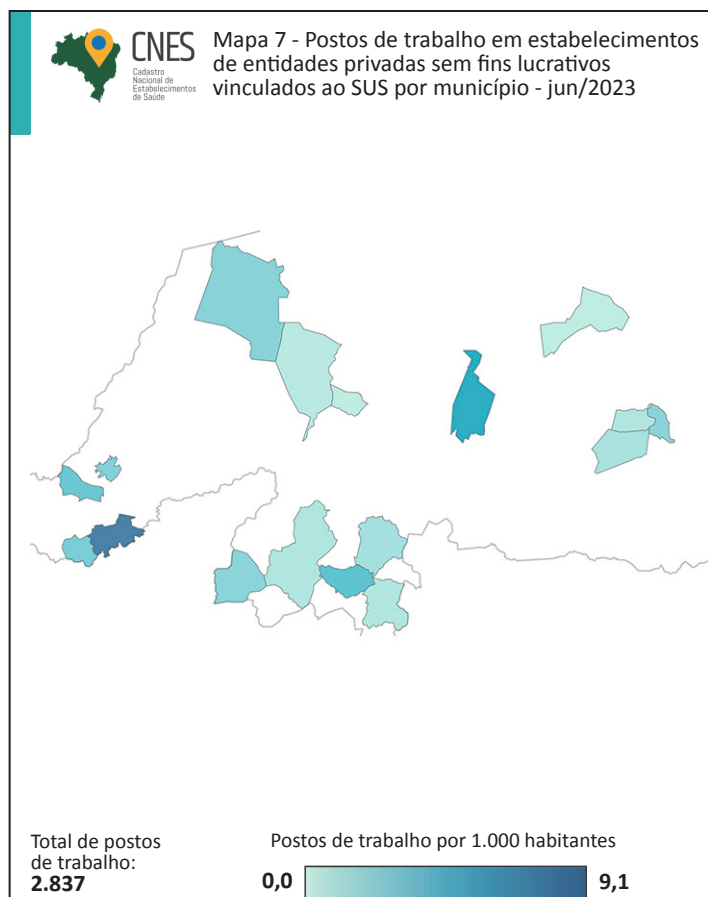 CNES
Cadastro
Nacional de
Estabelecimentos
de Saúde
Mapa 7 - Postos de trabalho em estabelecimentos
de entidades privadas sem fins lucrativos
vinculados ao SUS por município - jun/2023
Total de postos
de trabalho:
2.837
Postos de trabalho por 1.000 habitantes
0,0
9,1